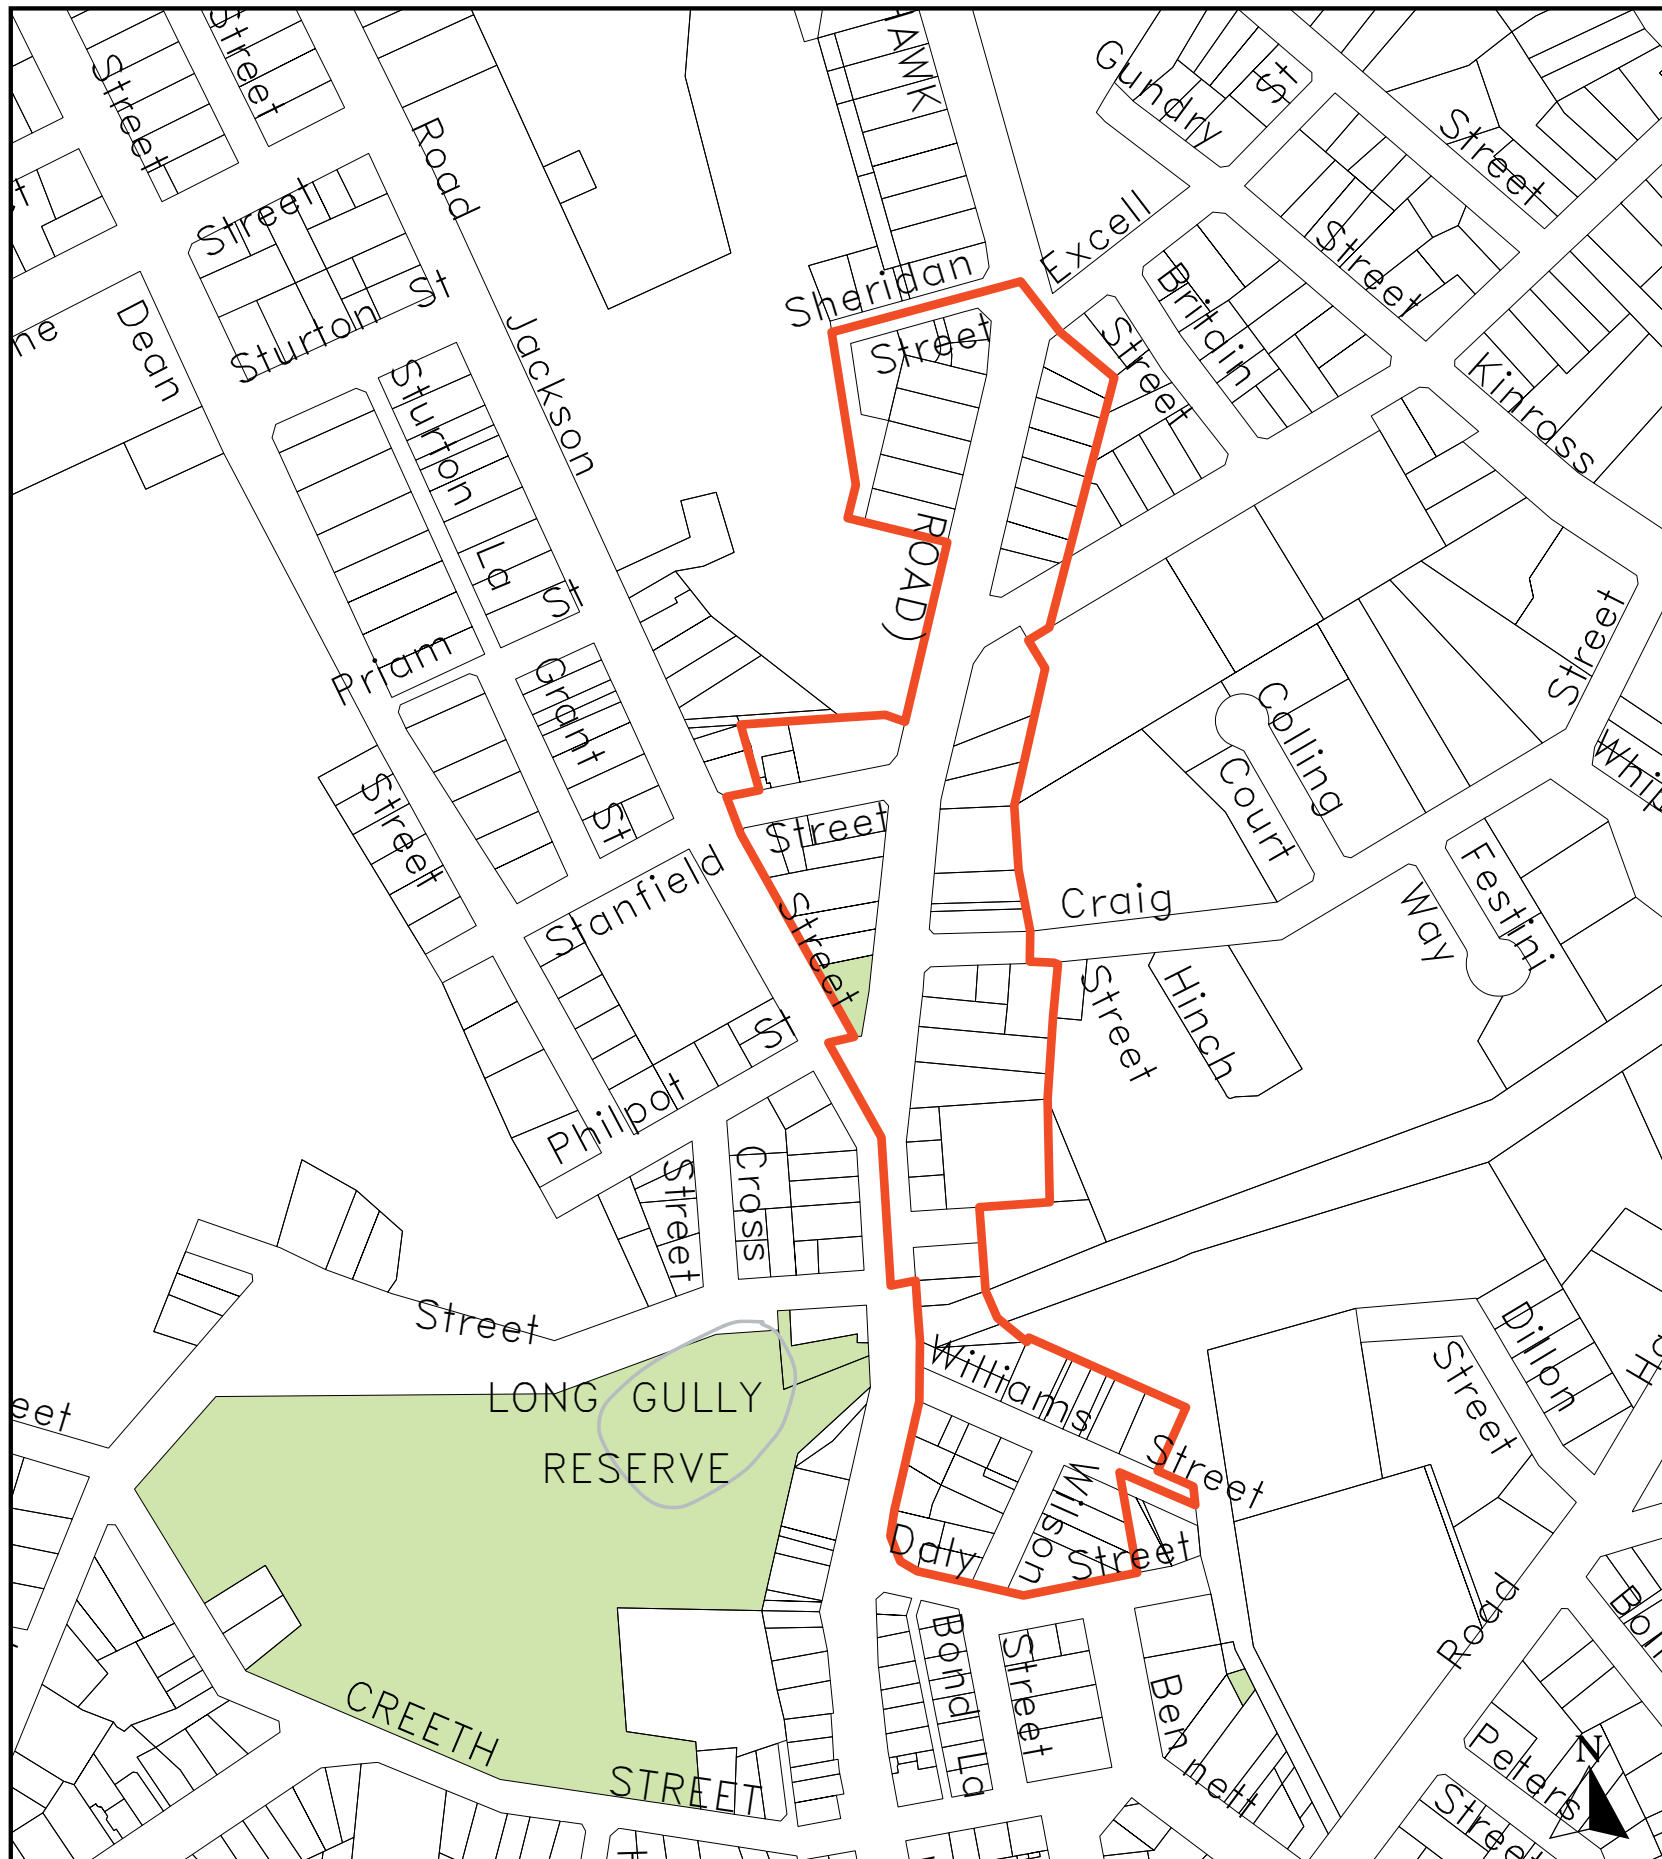 Street
Street
Road
HAWK
Gundry
St
Street
Street
Sturton St
Dean
Jackson
Sheridan
Street
Excell
Street
Britdin
Street
Kinross
Sturton
La
St
ROAD)
Priam
Grant
St
Street
Street
Stanfield
Street
Street
Colling
Court
Craig
Street
Hinch
Way
Festini
Street
Philpot St
Street
Cross
Street
LONG GULLY
RESERVE
Williams
Street
Wilson
Daly
Street
Street
Dillon
Road
CREETH
STREET
Bond
La
Street
Bennett
Peters
Street
N